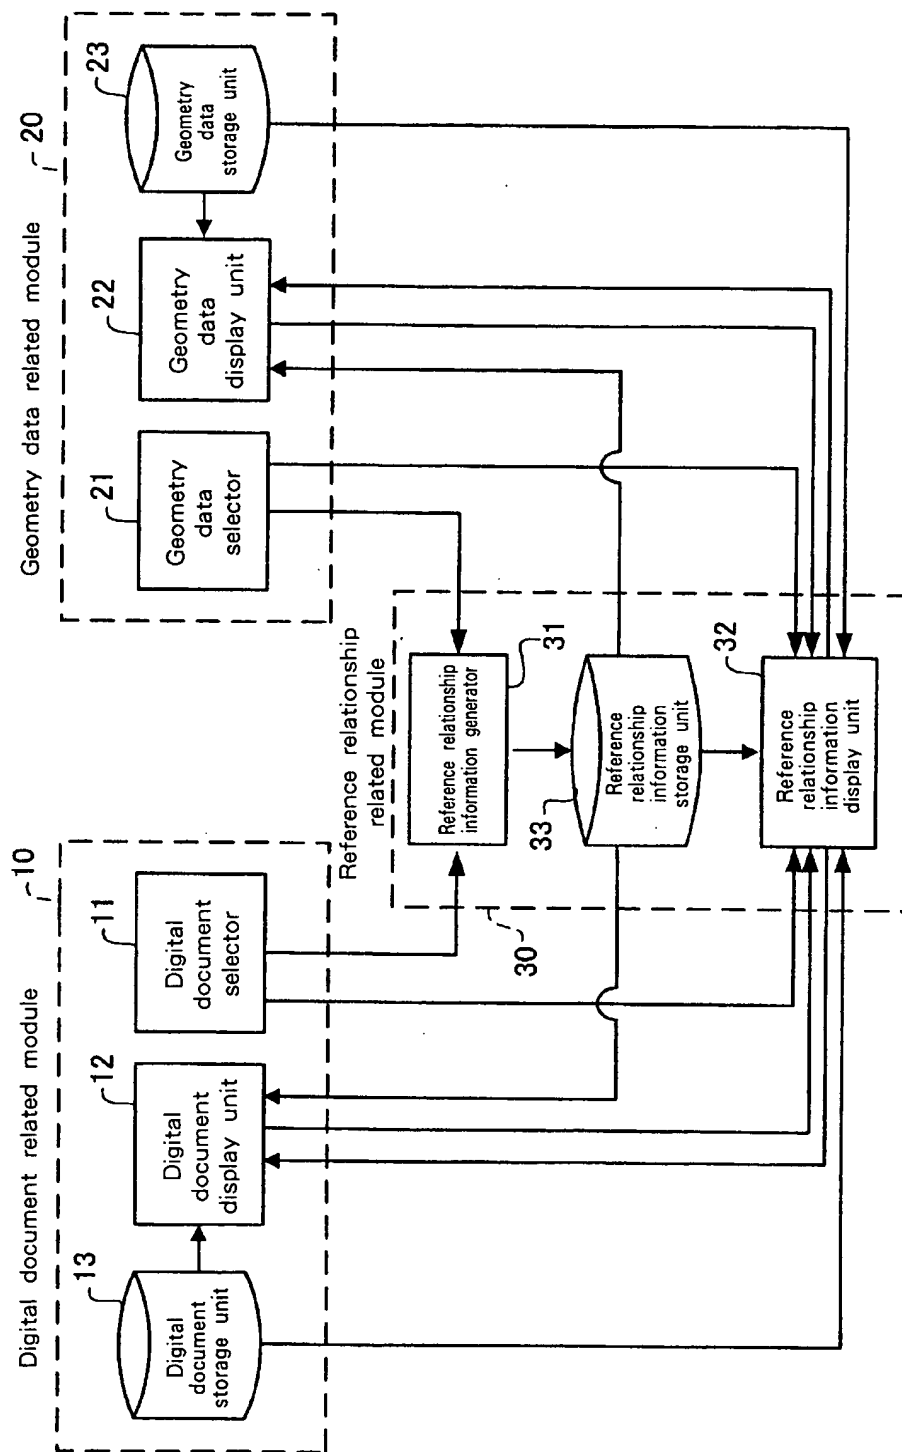 Digital document related module
10
13
Digital
document
storage unit
12
Digital
document
display unit
11
Digital
document
selector
Geometry data related module
20
21
Geometry
data
selector
22
Geometry
data
display unit
23
Geometry
data
storage unit
Reference relationship
related module
30
31
Reference relationship
information generator
33
Reference
relationship
information
storage unit
32
Reference
relationship
information
display unit